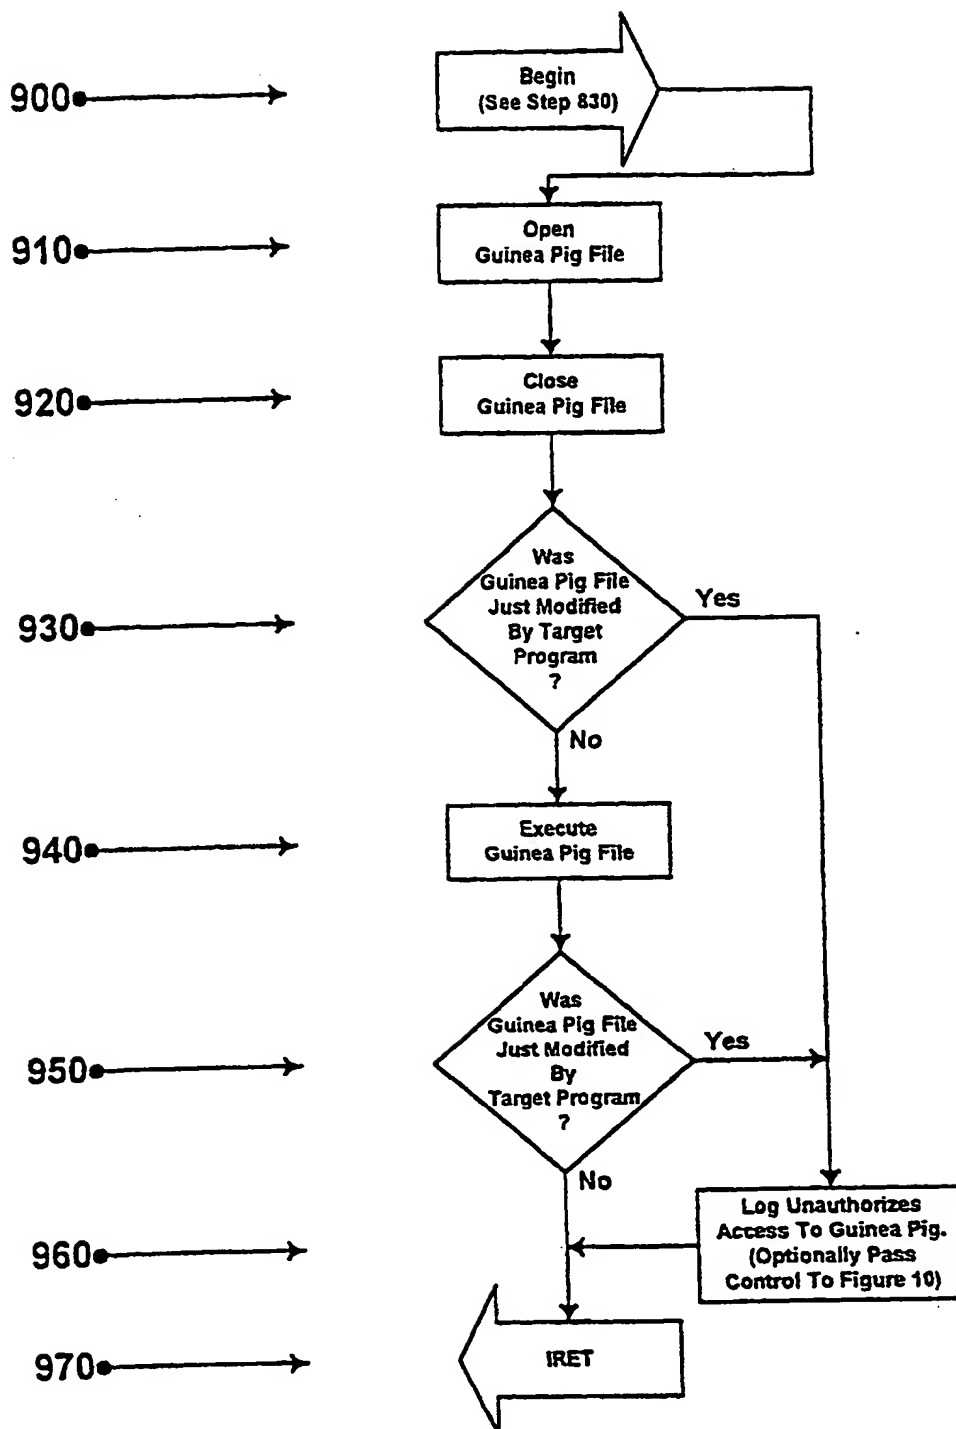 900
Begin
(See Step 830)
910
Open
Guinea Pig File
920
Close
Guinea Pig File
930
Was
Guinea Pig File
Just Modified
By Target
Program
?
Yes
No
940
Execute
Guinea Pig File
950
Was
Guinea Pig File
Just Modified
By
Target Program
?
Yes
No
960
Log Unauthorizes
Access To Guinea Pig.
(Optionally Pass
Control To Figure 10)
970
IRET